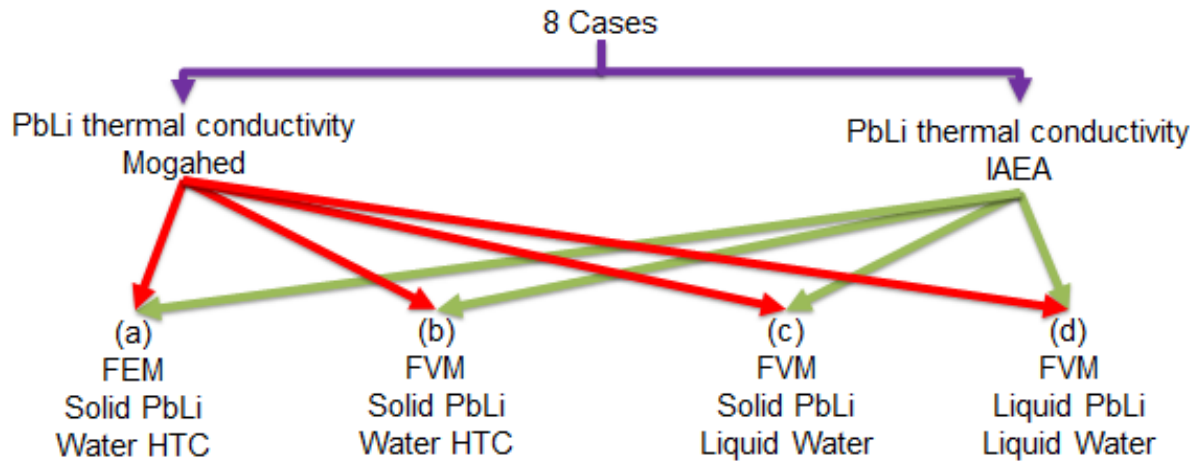 8 Cases
PbLi thermal conductivity
Mogahed
PbLi thermal conductivity
IAEA
(a)
FEM
Solid PbLi
Water HTC
(b)
FVM
Solid PbLi
Water HTC
(c)
FVM
Solid PbLi
Liquid Water
(d)
FVM
Liquid PbLi
Liquid Water